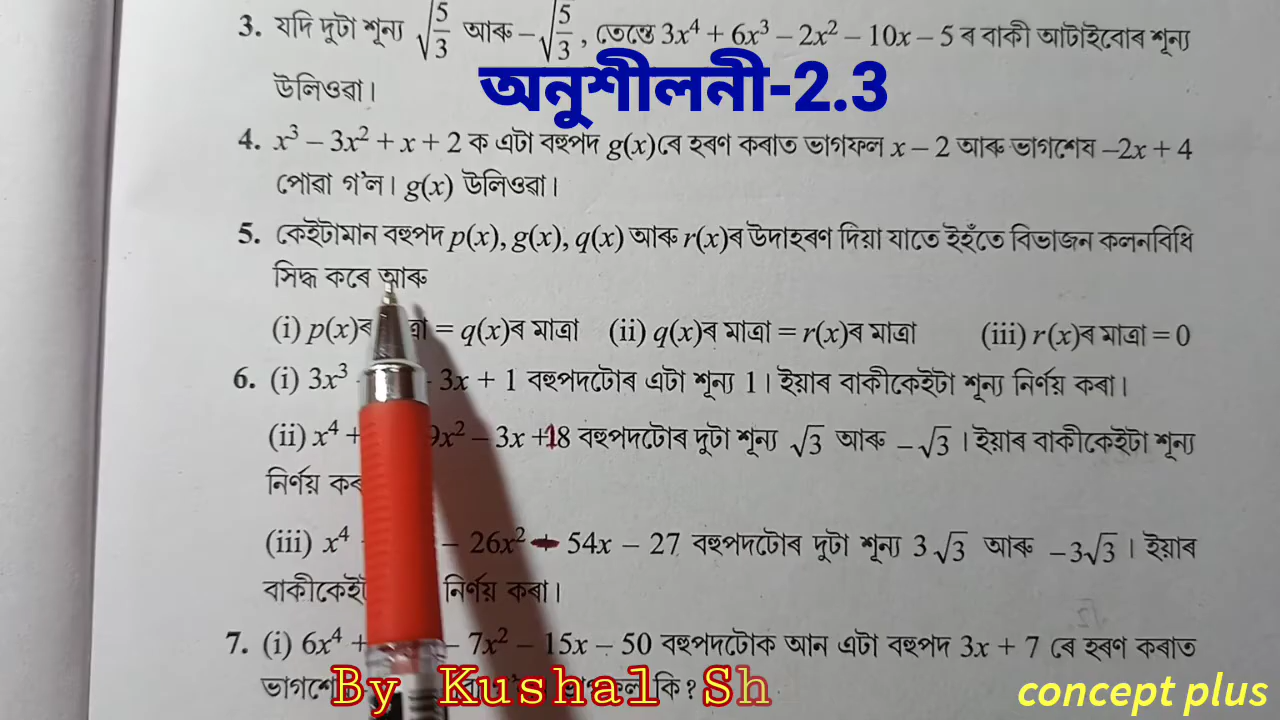 3. যদি দুটা শূন্য √5/3 আৰু –√5/3 , তেন্তে 3x⁴ + 6x³ – 2x² – 10x – 5 ৰ বাকী আটাইবোৰ শূন্য
উলিওৱা।
অনুশীলনী-2.3
4. x³ – 3x² + x + 2 ক এটা বহুপদ g(x)ৰে হৰণ কৰাত ভাগফল x – 2 আৰু ভাগশেষ –2x + 4
পোৱা গ'ল। g(x) উলিওৱা।
5. কেইটামান বহুপদ p(x), g(x), q(x) আৰু r(x)ৰ উদাহৰণ দিয়া যাতে ইহঁতে বিভাজন কলনবিধি
সিদ্ধ কৰে আৰু
(i) p(x)ৰ = q(x)ৰ মাত্ৰা (ii) q(x)ৰ মাত্ৰা = r(x)ৰ মাত্ৰা (iii) r(x)ৰ মাত্ৰা = 0
6. (i) 3x³ 3x + 1 বহুপদটোৰ এটা শূন্য 1। ইয়াৰ বাকীকেইটা শূন্য নিৰ্ণয় কৰা।
(ii) x⁴ + 9x² – 3x +18 বহুপদটোৰ দুটা শূন্য √3 আৰু –√3 । ইয়াৰ বাকীকেইটা শূন্য
নিৰ্ণয়
(iii) x⁴ – 26x² – 54x – 27 বহুপদটোৰ দুটা শূন্য 3√3 আৰু –3√3 । ইয়াৰ
নিৰ্ণয় কৰা।
7. (i) 6x⁴ + – 7x² – 15x – 50 বহুপদটোক আন এটা বহুপদ 3x + 7 ৰে হৰণ কৰাত
কি?
By Kushal Sh
concept plus